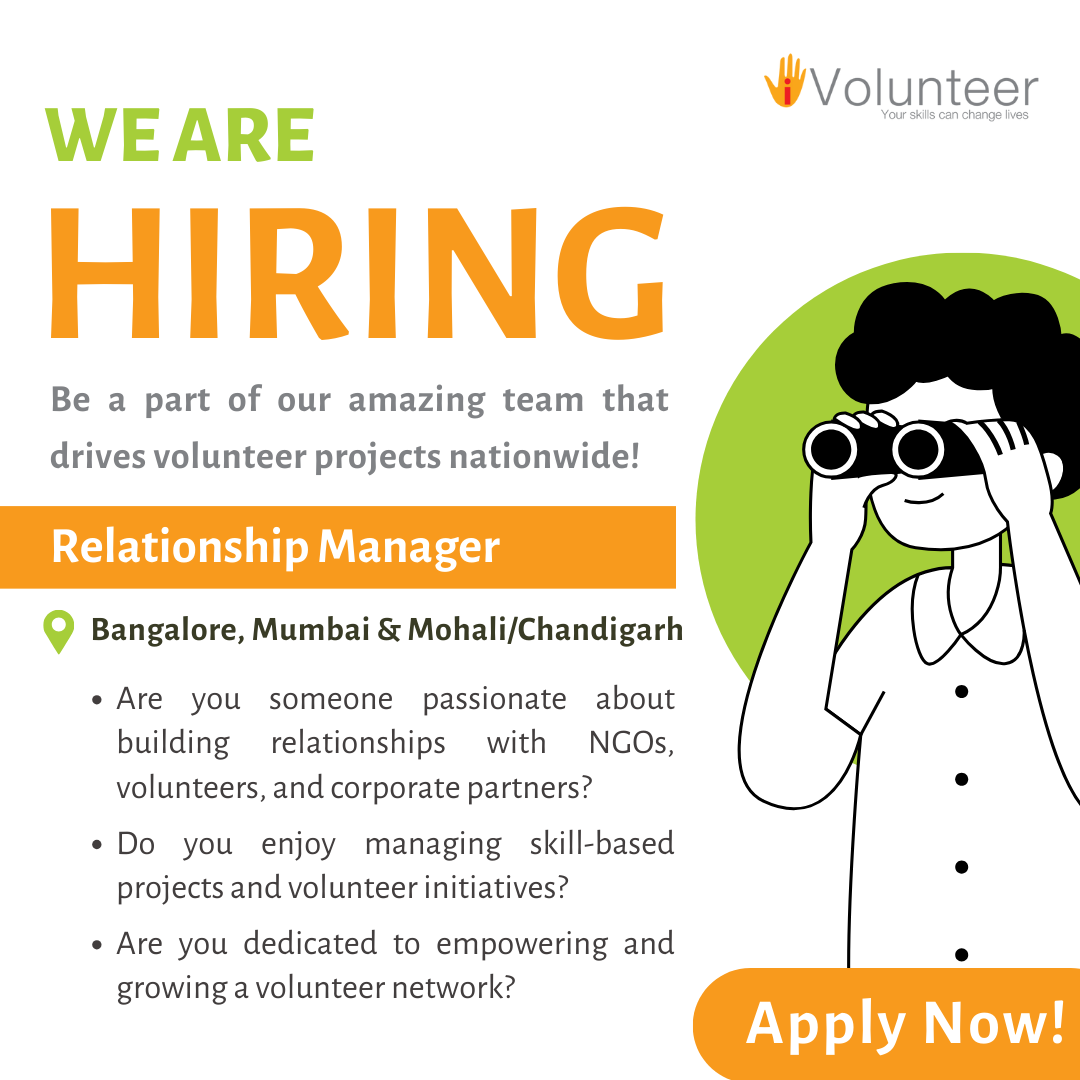 iVolunteer
Your skills can change lives
WE ARE
HIRING
Be a part of our amazing team that
drives volunteer projects nationwide!
Relationship Manager
Bangalore, Mumbai & Mohali/Chandigarh
• Are you someone passionate about
building relationships with NGOs,
volunteers, and corporate partners?
• Do you enjoy managing skill-based
projects and volunteer initiatives?
• Are you dedicated to empowering and
growing a volunteer network?
Apply Now!